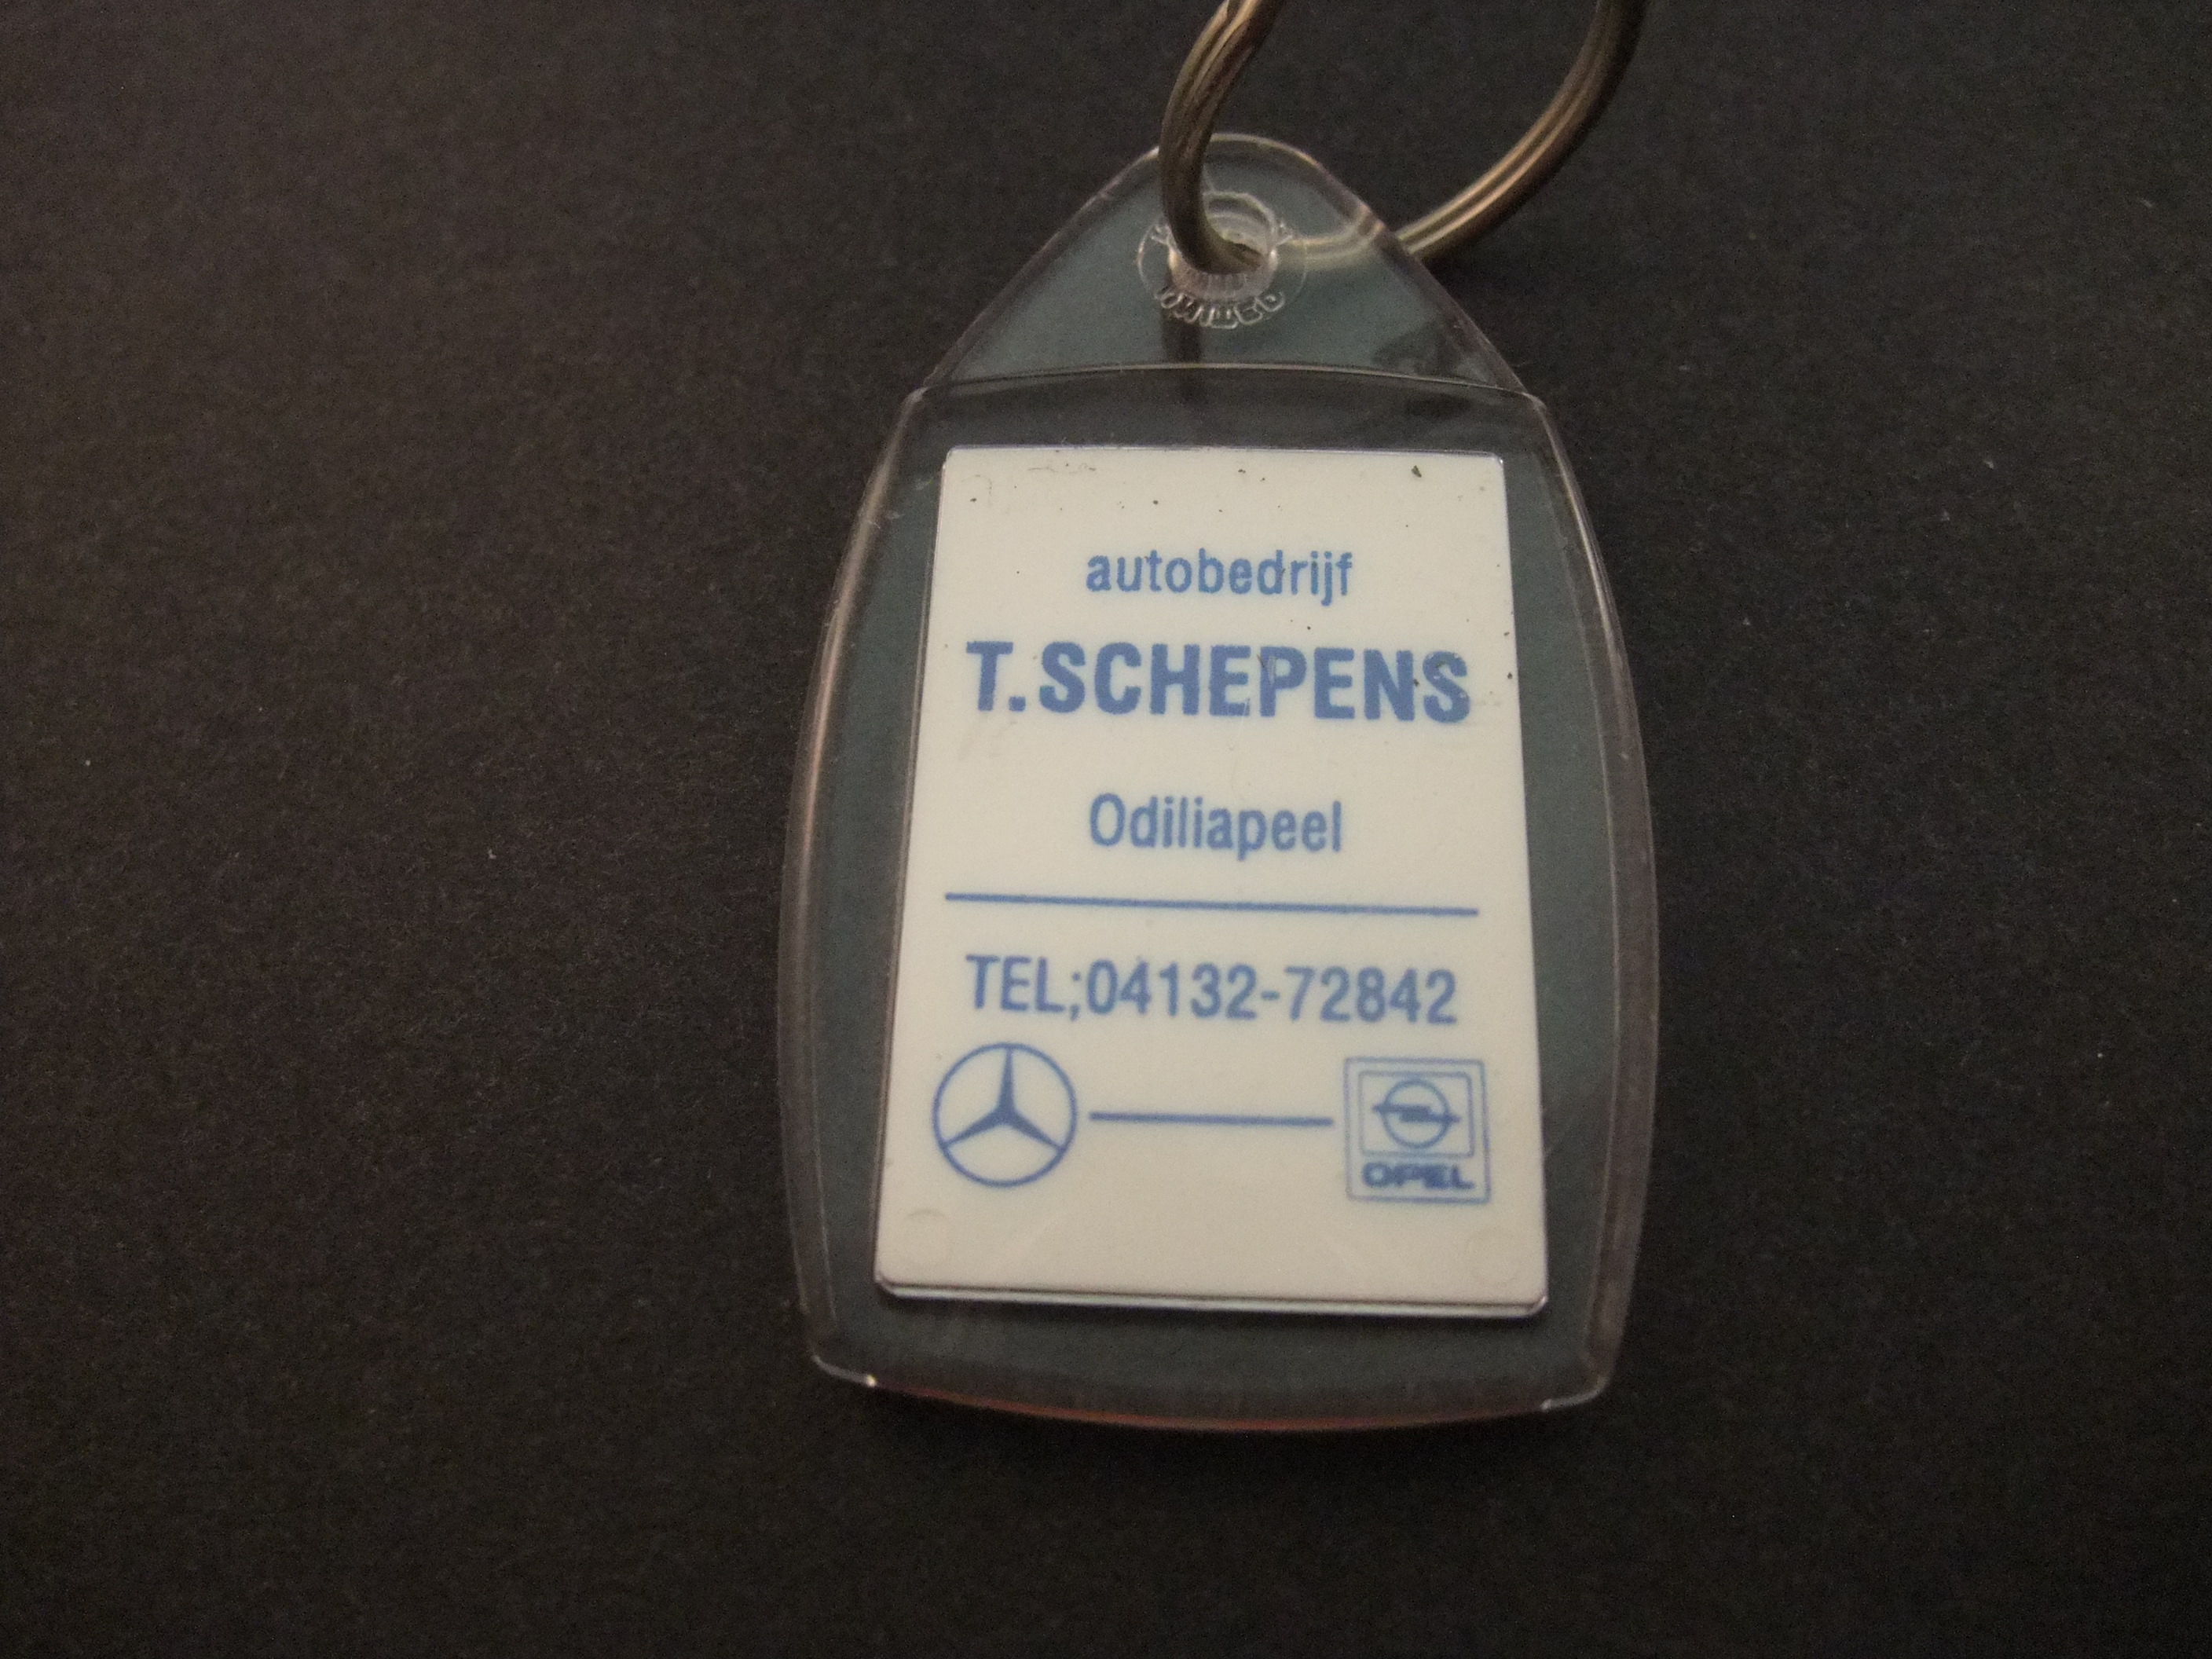 autobedrijf
T.SCHEPENS
Odiliapeel
TEL;04132-72842
OPEL